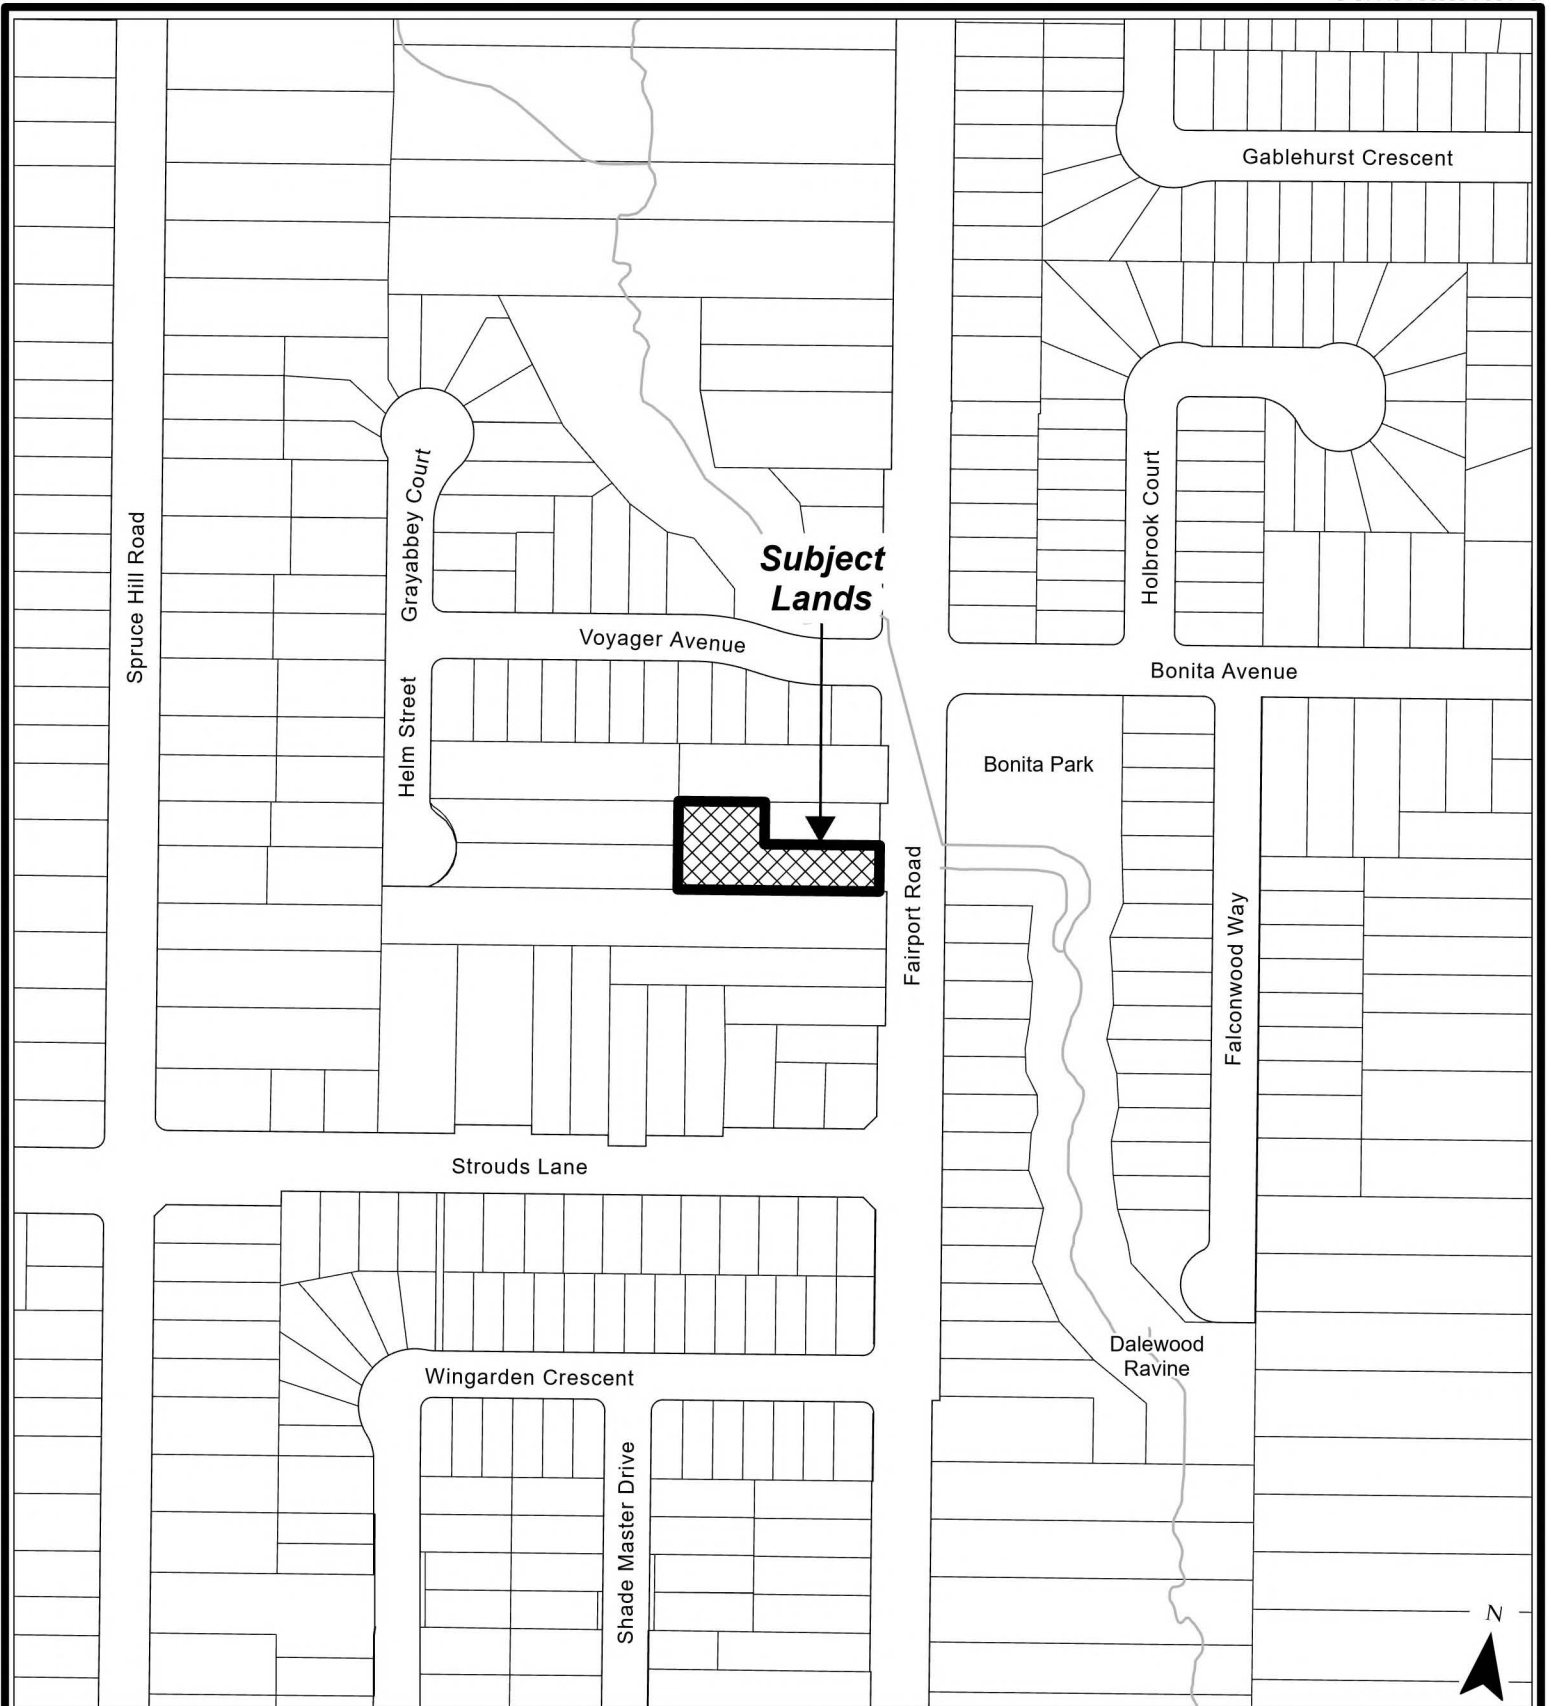 Gablehurst Crescent
Grayabbey Court
Holbrook Court
Spruce Hill Road
Subject
Lands
Voyager Avenue
Bonita Avenue
Helm Street
Bonita Park
Fairport Road
Falconwood Way
Strouds Lane
Dalewood
Ravine
Wingarden Crescent
Shade Master Drive
N